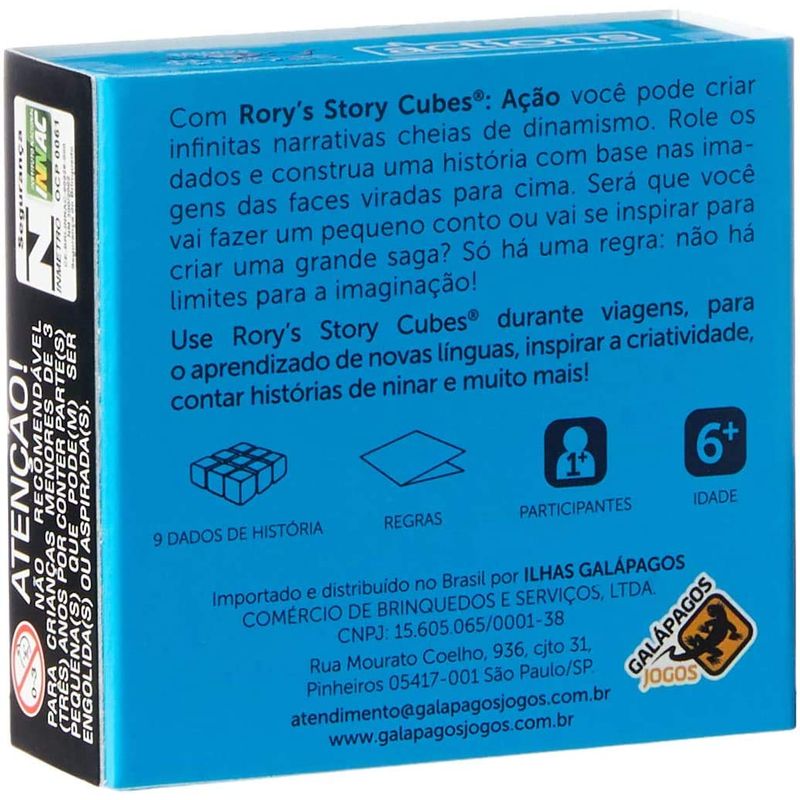 actions
Com Rory's Story Cubes®: Ação você pode criar
infinitas narrativas cheias de dinamismo. Role os
dados e construa uma história com base nas ima-
gens das faces viradas para cima. Será que você
vai fazer um pequeno conto ou vai se inspirar para
criar uma grande saga? Só há uma regra: não há
limites para a imaginação!
Use Rory's Story Cubes® durante viagens, para
o aprendizado de novas línguas, inspirar a criatividade,
contar histórias de ninar e muito mais!
9 DADOS DE HISTÓRIA
REGRAS
1+
PARTICIPANTES
6+
IDADE
Importado e distribuído no Brasil por ILHAS GALÁPAGOS
COMÉRCIO DE BRINQUEDOS E SERVIÇOS, LTDA.
CNPJ: 15.605.065/0001-38
Rua Mourato Coelho, 936, cjto 31,
Pinheiros 05417-001 São Paulo/SP.
atendimento@galapagosjogos.com.br
www.galapagosjogos.com.br
GALÁPAGOS
JOGOS
Segurança
INNAC
OCP 0061
INMETRO
ATENÇÃO!
NÃO RECOMENDÁVEL
PARA CRIANÇAS MENORES DE 3
(TRÊS) ANOS POR CONTER PARTE(S)
PEQUENA(S) QUE PODE(M) SER
ENGOLIDA(S) OU ASPIRADA(S).
0-3